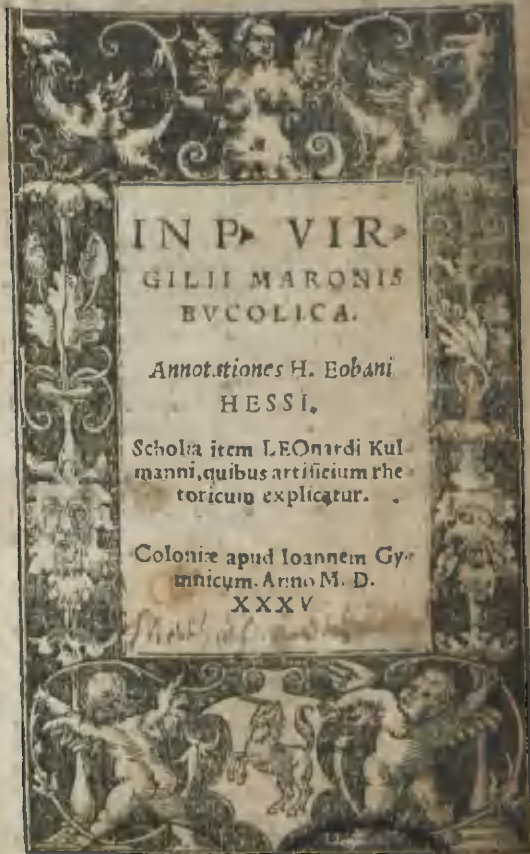 IN P. VIR-
GILII MARONIS
BVCOLICA.
Annotationes H. Eobani
HESSI.
Scholia item LEOnardi Kul-
manni, quibus artificium rhe
toricum explicatur.
Coloniæ apud Ioannem Gy-
mnicum. Anno M. D.
XXXV